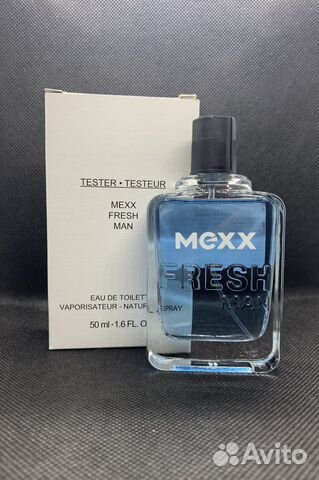 TESTER • TESTEUR
MEXX
FRESH
MAN
EAU DE TOILETT
VAPORISATEUR - NATUR
SPRAY
50 ml • 1.6 FL. O
MEXX
FRESH
MAN
Avito